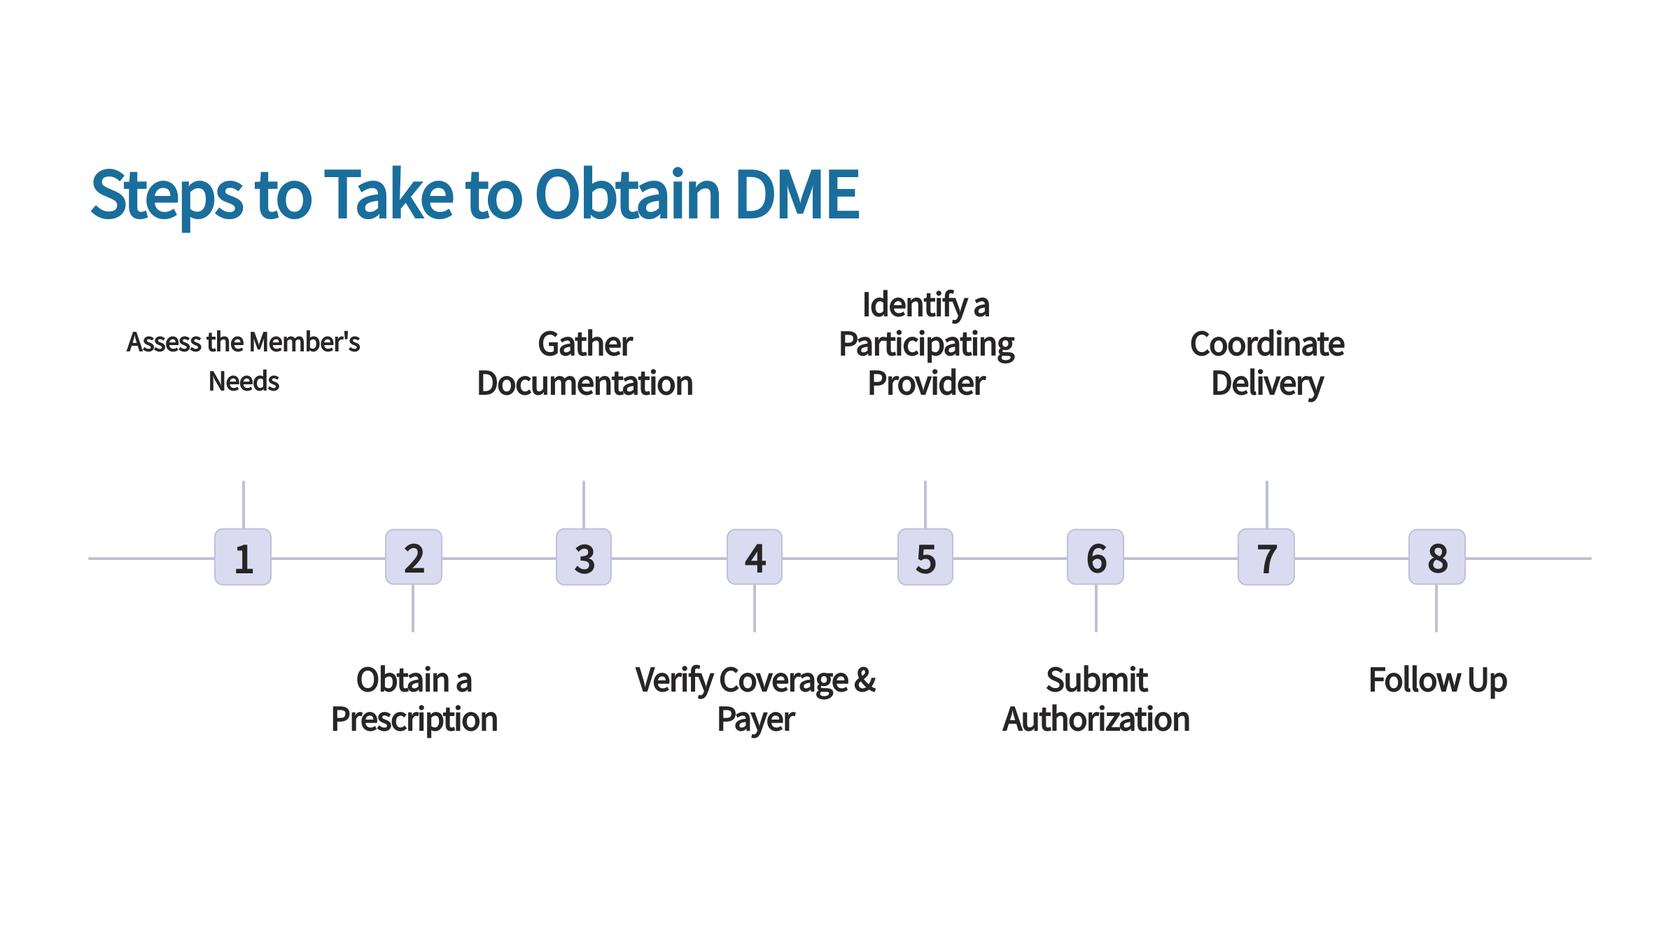 Steps to Take to Obtain DME
Assess the Member's
Needs
Gather
Documentation
Identify a
Participating
Provider
Coordinate
Delivery
1
2
3
4
5
6
7
8
Obtain a
Prescription
Verify Coverage &
Payer
Submit
Authorization
Follow Up